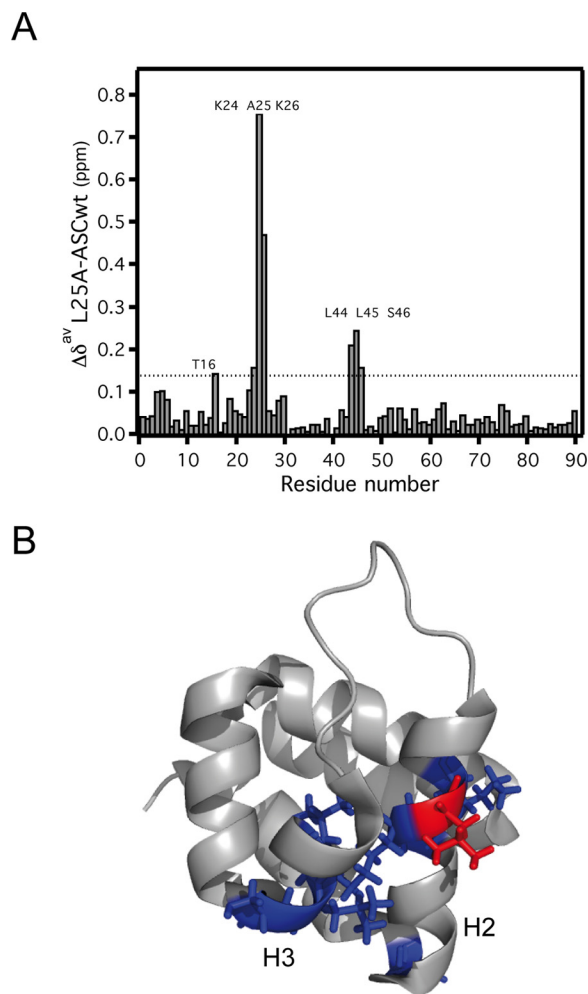 A
K24 A25 K26
L44 L45 S46
T16
0.8
0.7
0.6
0.5
0.4
0.3
0.2
0.1
0.0
Δδ^av L25A-ASCwt (ppm)
0 10 20 30 40 50 60 70 80 90
Residue number
B
H3
H2